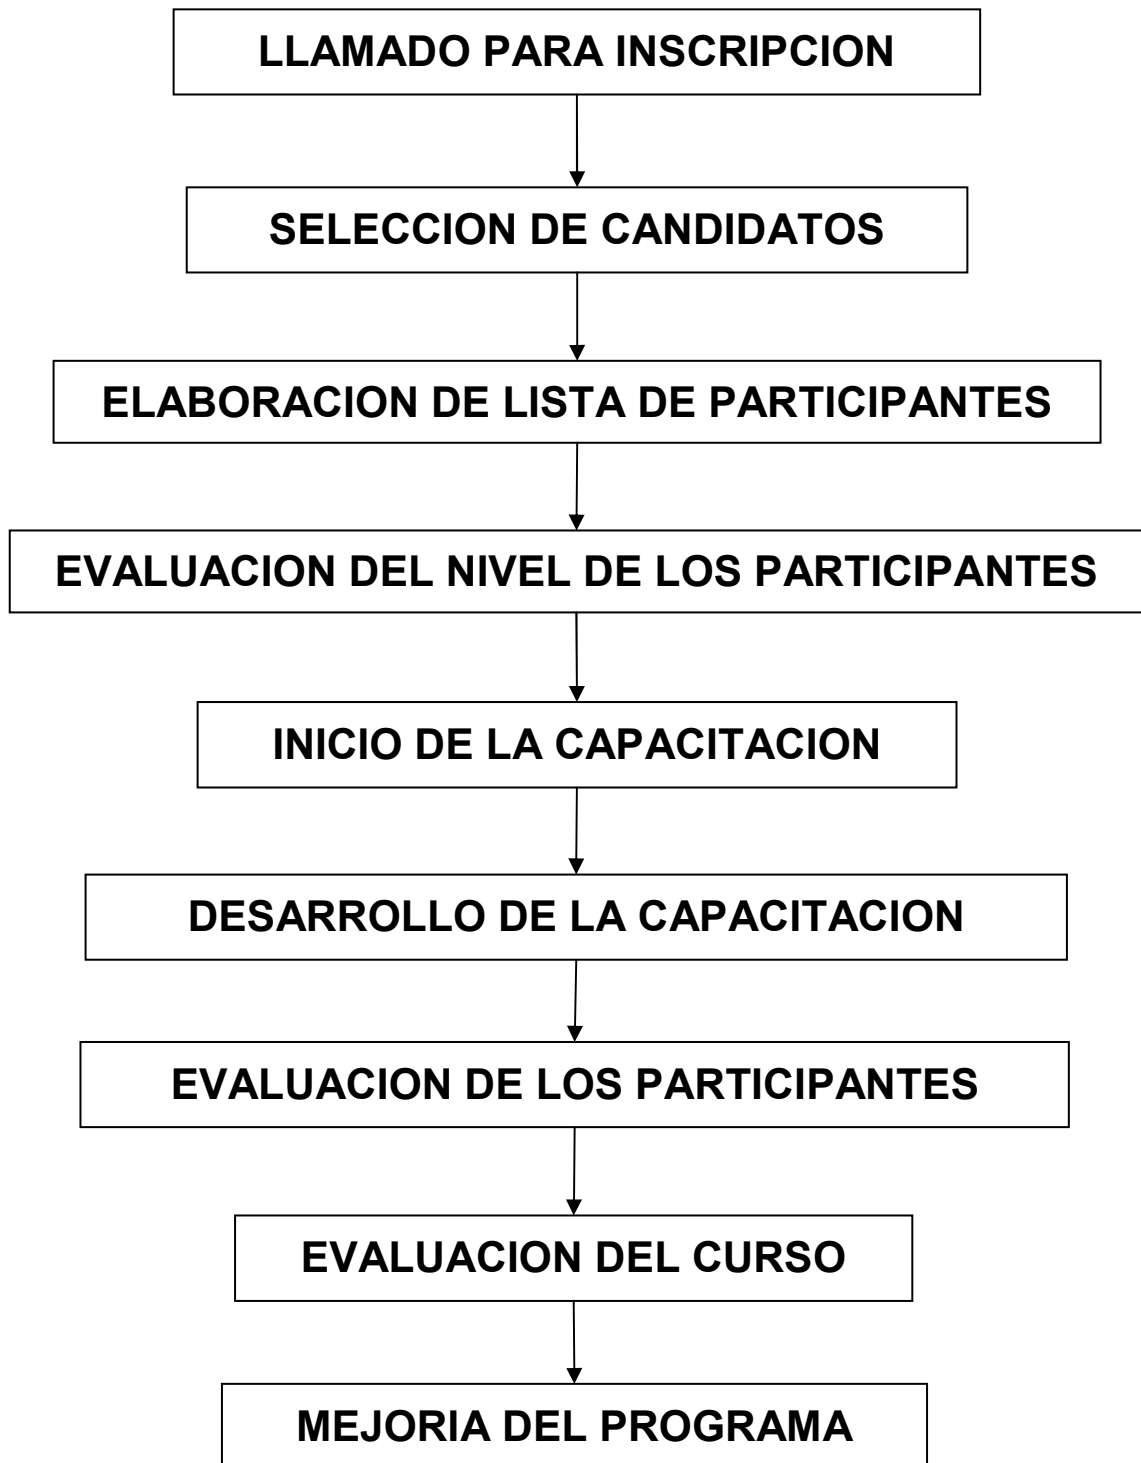 LLAMADO PARA INSCRIPCION
SELECCION DE CANDIDATOS
ELABORACION DE LISTA DE PARTICIPANTES
EVALUACION DEL NIVEL DE LOS PARTICIPANTES
INICIO DE LA CAPACITACION
DESARROLLO DE LA CAPACITACION
EVALUACION DE LOS PARTICIPANTES
EVALUACION DEL CURSO
MEJORIA DEL PROGRAMA